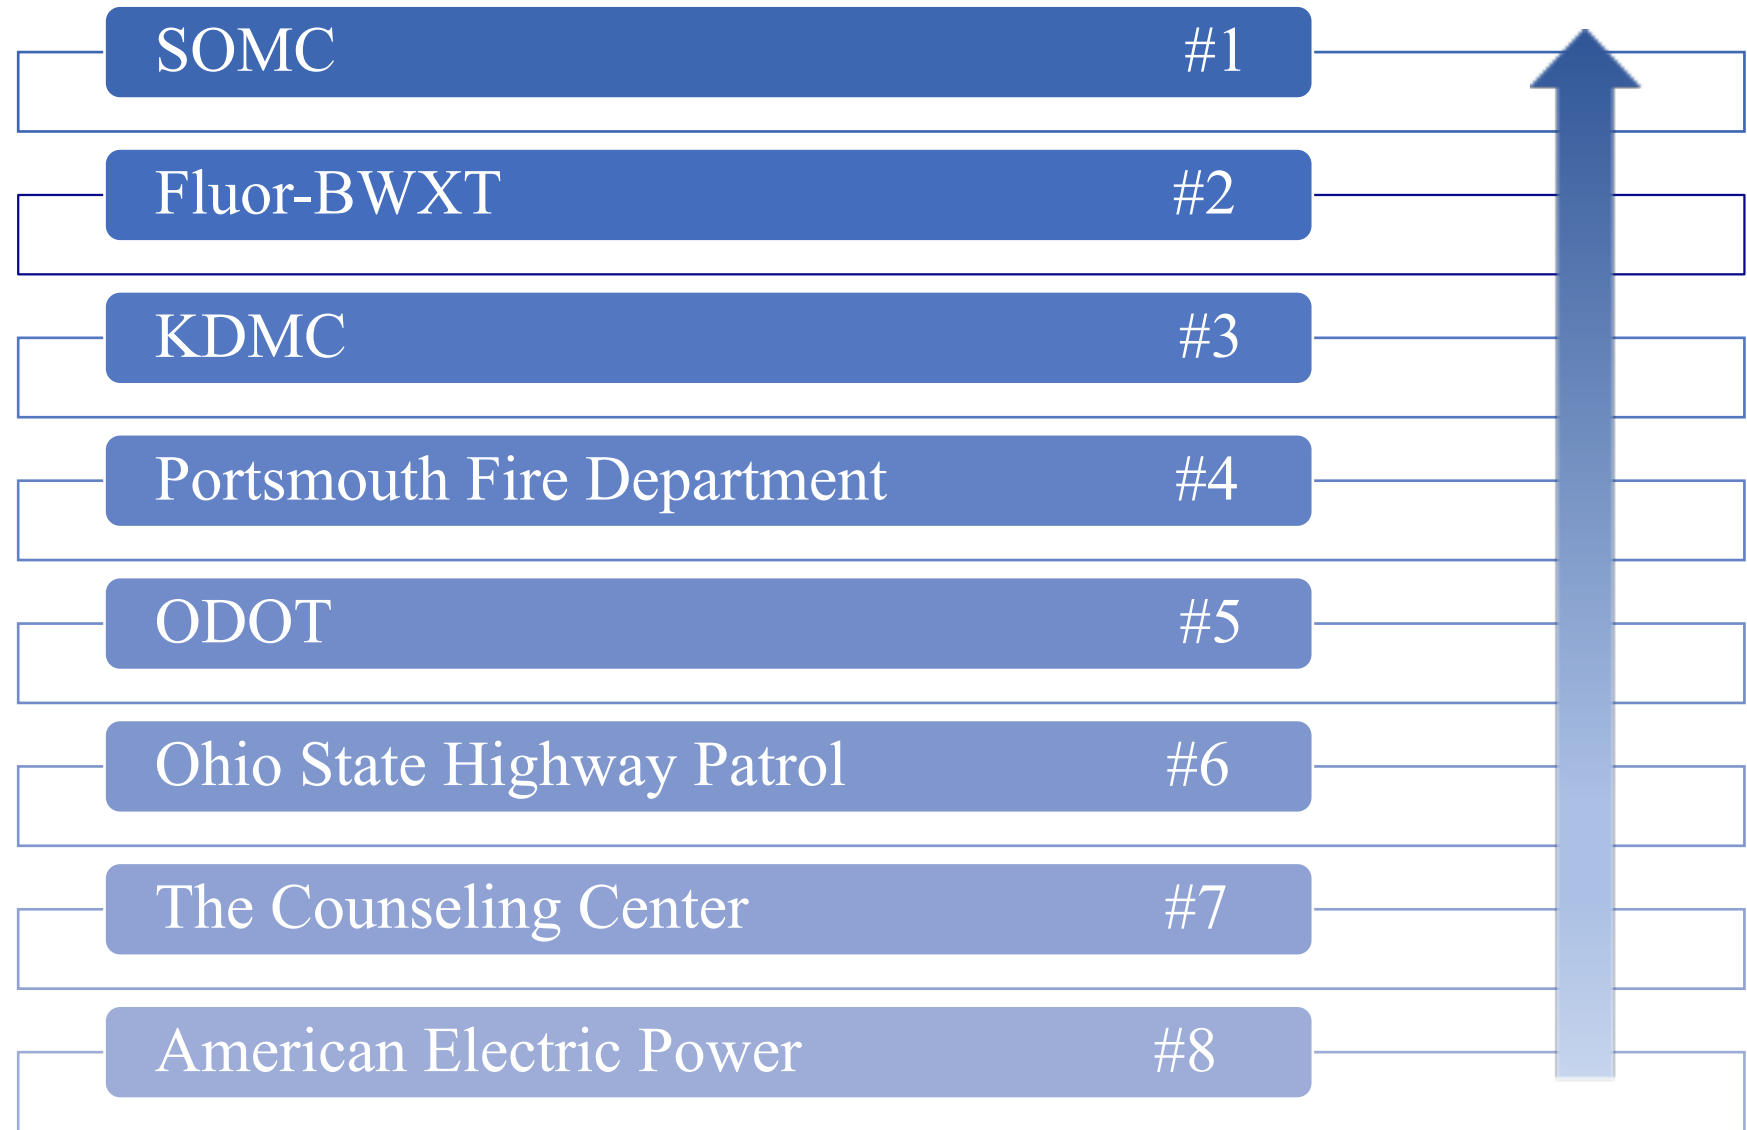 SOMC #1
Fluor-BWXT #2
KDMC #3
Portsmouth Fire Department #4
ODOT #5
Ohio State Highway Patrol #6
The Counseling Center #7
American Electric Power #8